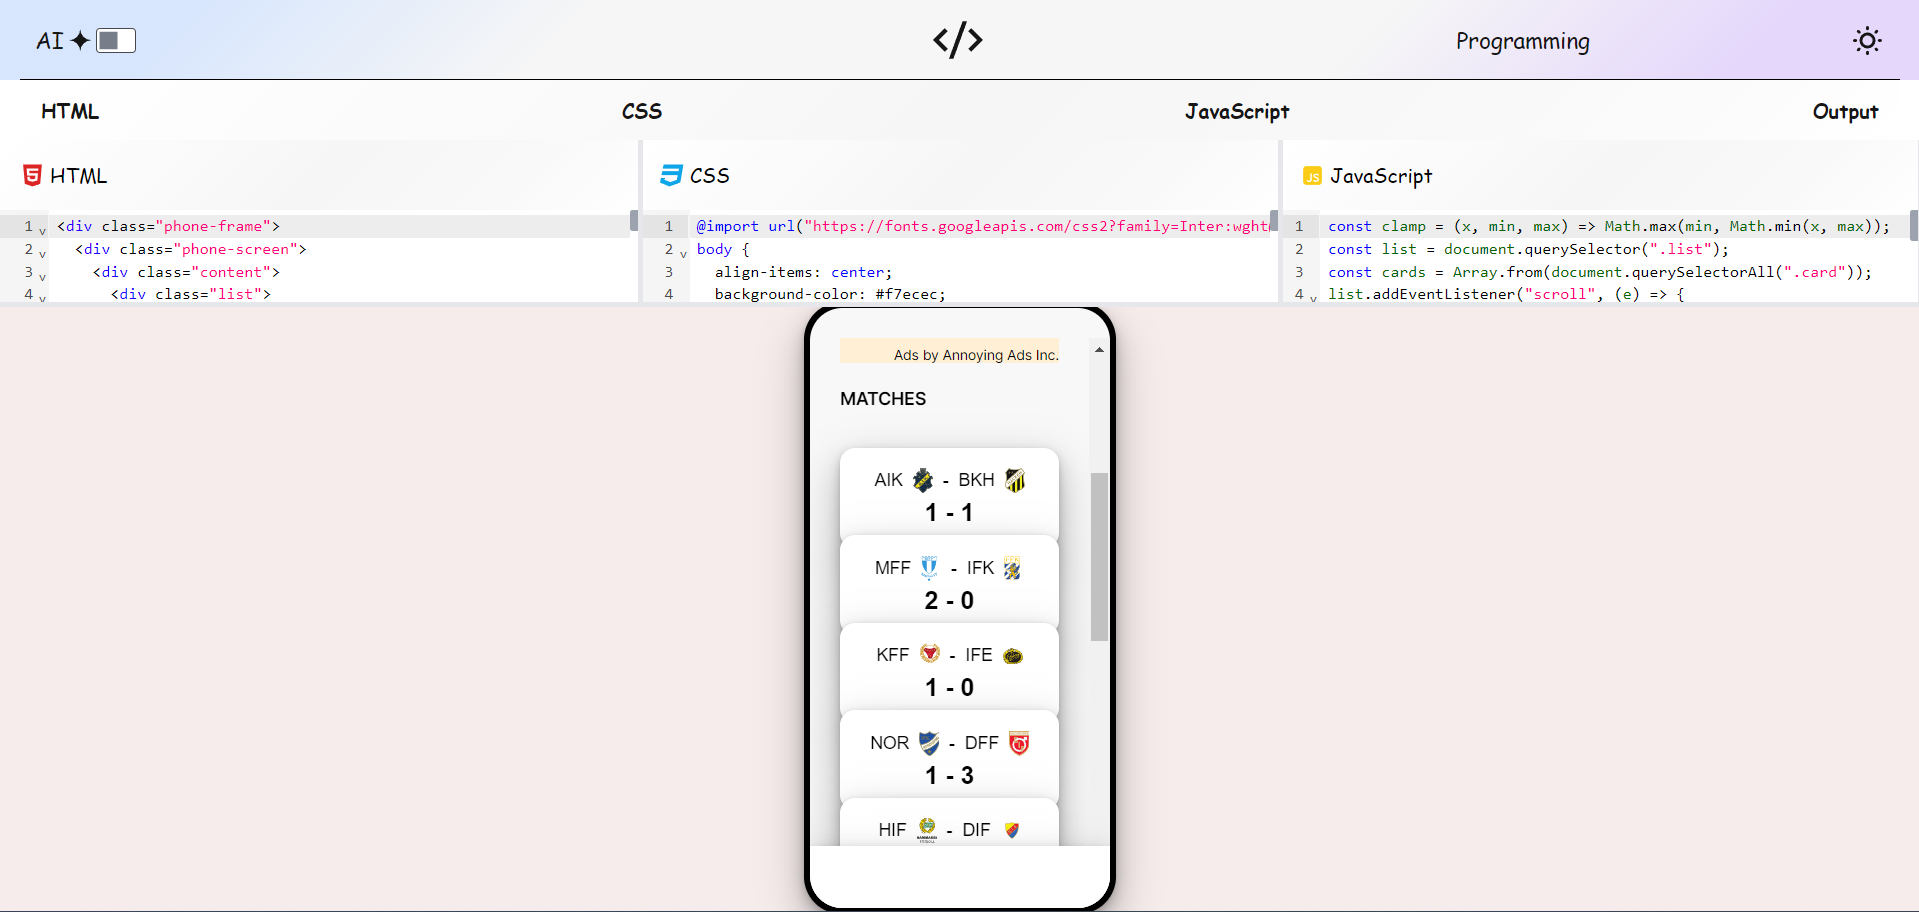 AI
</>
Programming
HTML
CSS
JavaScript
Output
HTML
CSS
JS
JavaScript
1 <div class="phone-frame">
2 <div class="phone-screen">
3 <div class="content">
4 <div class="list">
1 @import url("https://fonts.googleapis.com/css2?family=Inter:wght
2 body {
3 align-items: center;
4 background-color: #f7ecec;
1 const clamp = (x, min, max) => Math.max(min, Math.min(x, max));
2 const list = document.querySelector(".list");
3 const cards = Array.from(document.querySelectorAll(".card"));
4 list.addEventListener("scroll", (e) => {
Ads by Annoying Ads Inc.
MATCHES
AIK - BKH
1 - 1
MFF - IFK
2 - 0
KFF - IFE
1 - 0
NOR - DFF
1 - 3
HIF - DIF